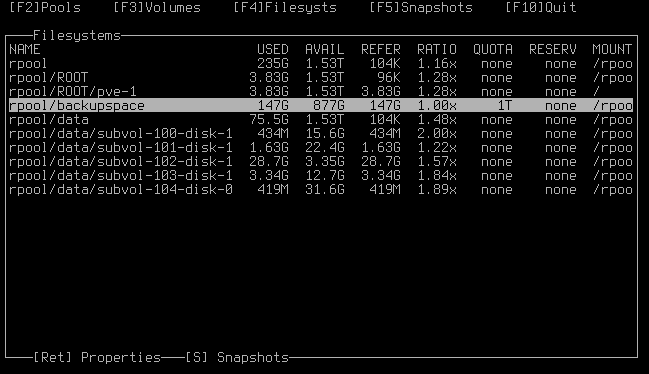 [F2]Pools [F3]Volumes [F4]Filesysts [F5]Snapshots [F10]Quit
Filesystems
NAME USED AVAIL REFER RATIO QUOTA RESERV MOUNT
rpool 235G 1.53T 104K 1.16x none none /rpoo
rpool/ROOT 3.83G 1.53T 96K 1.28x none none /rpoo
rpool/ROOT/pve-1 3.83G 1.53T 3.83G 1.28x none none /
rpool/backupspace 147G 877G 147G 1.00x 1T none /rpoo
rpool/data 75.5G 1.53T 104K 1.48x none none /rpoo
rpool/data/subvol-100-disk-1 434M 15.6G 434M 2.00x none none /rpoo
rpool/data/subvol-101-disk-1 1.63G 22.4G 1.63G 1.22x none none /rpoo
rpool/data/subvol-102-disk-1 28.7G 3.35G 28.7G 1.57x none none /rpoo
rpool/data/subvol-103-disk-1 3.34G 12.7G 3.34G 1.84x none none /rpoo
rpool/data/subvol-104-disk-0 419M 31.6G 419M 1.89x none none /rpoo
[Ret] Properties [S] Snapshots